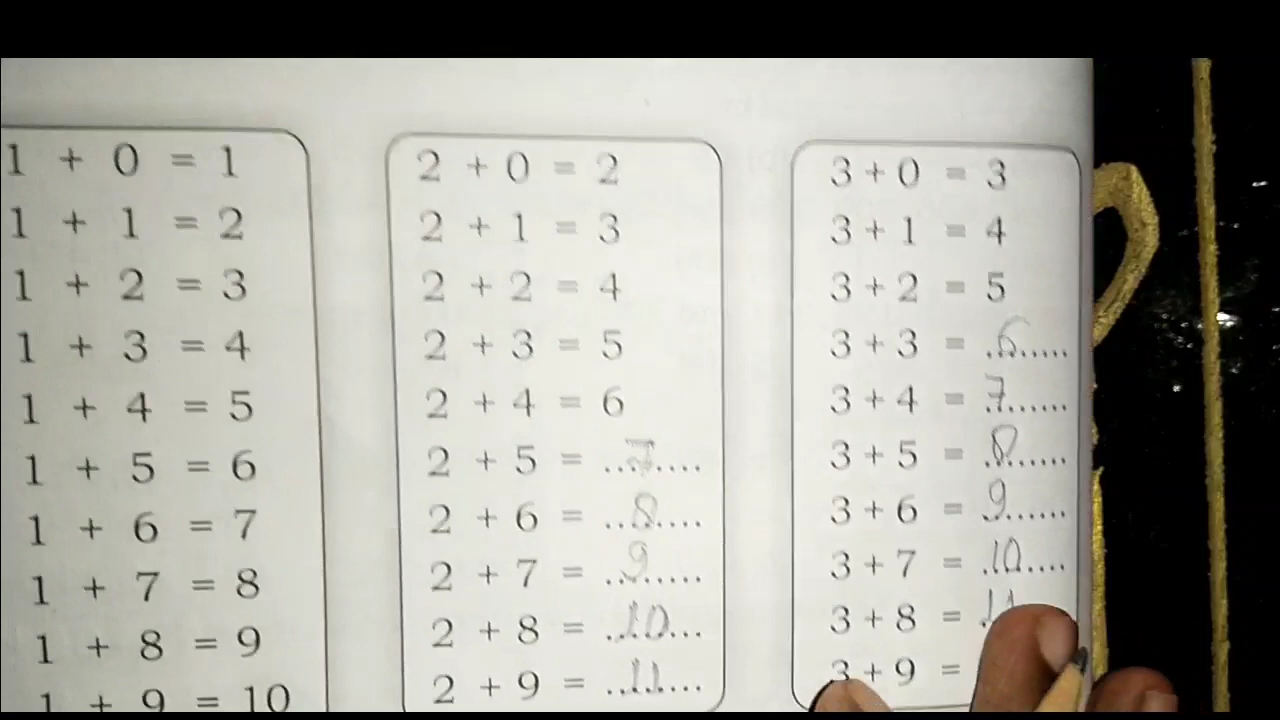 1 + 0 = 1
1 + 1 = 2
1 + 2 = 3
1 + 3 = 4
1 + 4 = 5
1 + 5 = 6
1 + 6 = 7
1 + 7 = 8
1 + 8 = 9
1 + 9 = 10
2 + 0 = 2
2 + 1 = 3
2 + 2 = 4
2 + 3 = 5
2 + 4 = 6
2 + 5 = 7
2 + 6 = 8
2 + 7 = 9
2 + 8 = 10
2 + 9 = 11
3 + 0 = 3
3 + 1 = 4
3 + 2 = 5
3 + 3 = 6
3 + 4 = 7
3 + 5 = 8
3 + 6 = 9
3 + 7 = 10
3 + 8 = 11
3 + 9 =